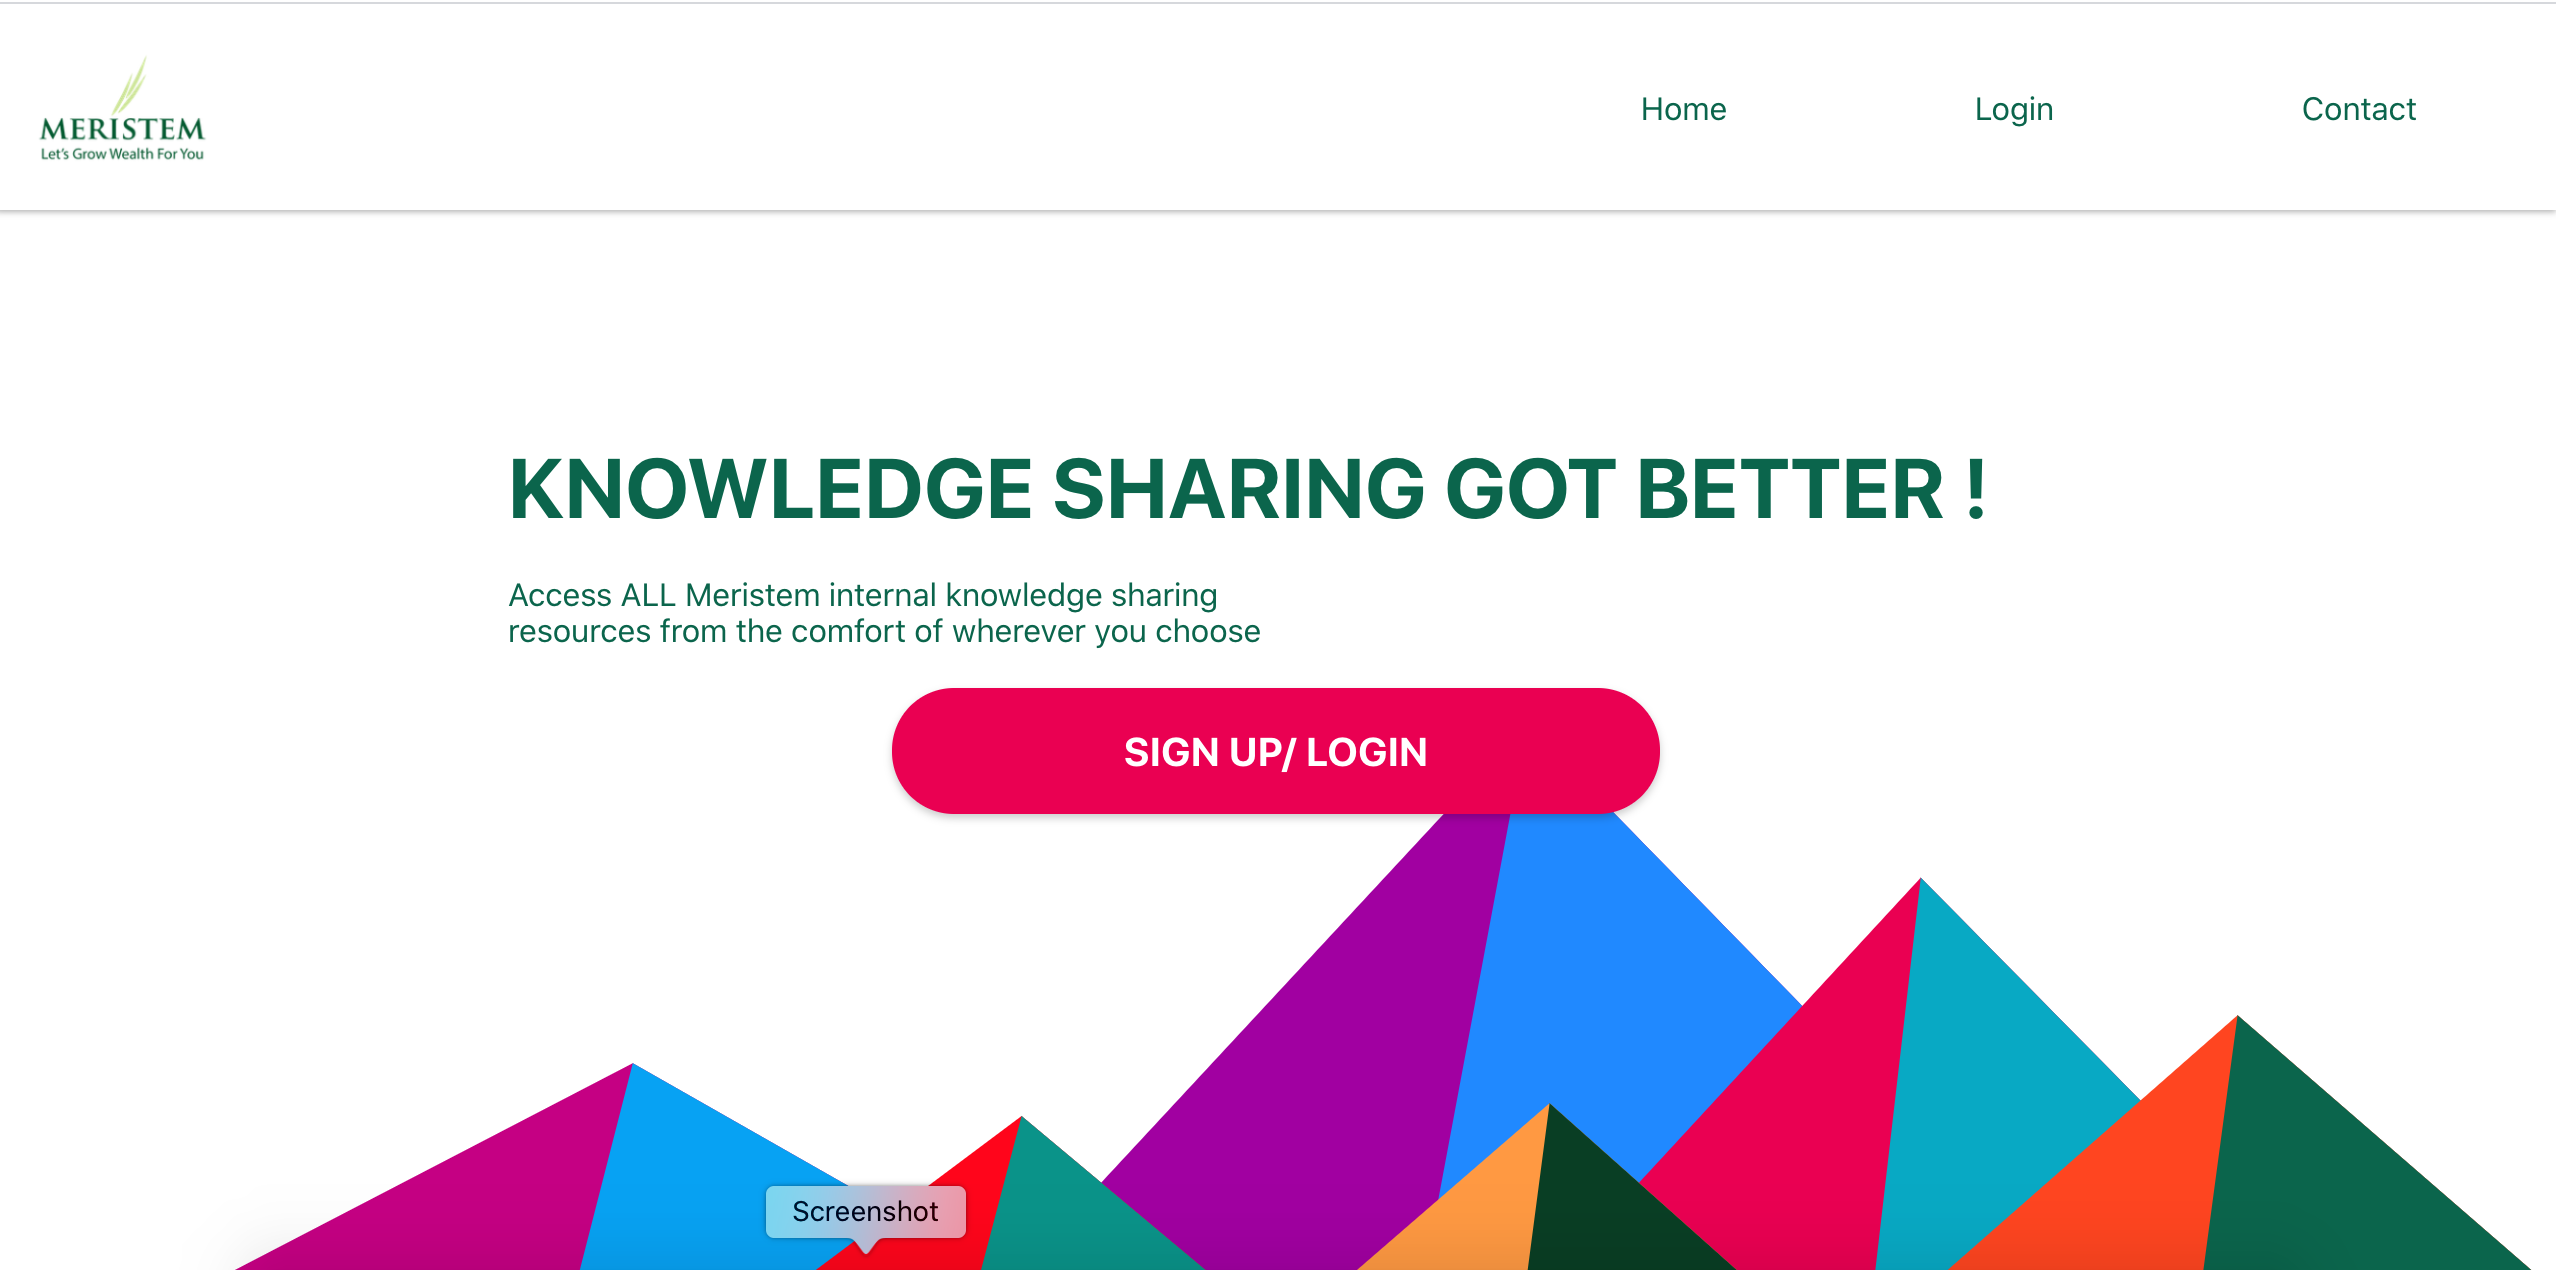 MERISTEM
Let's Grow Wealth For You
Home
Login
Contact
KNOWLEDGE SHARING GOT BETTER !
Access ALL Meristem internal knowledge sharing
resources from the comfort of wherever you choose
SIGN UP/ LOGIN
Screenshot